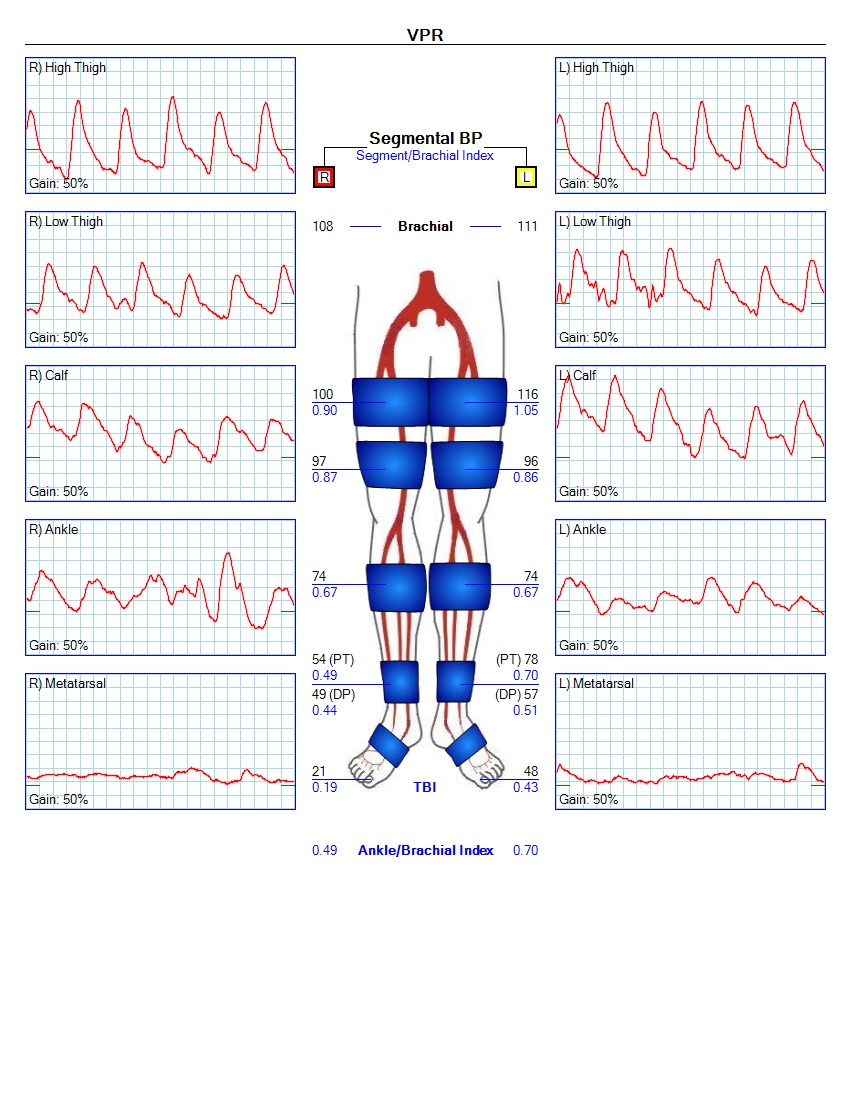 VPR
R) High Thigh
Gain: 50%
R) Low Thigh
Gain: 50%
R) Calf
Gain: 50%
R) Ankle
Gain: 50%
R) Metatarsal
Gain: 50%
Segmental BP
Segment/Brachial Index
R L
108 Brachial 111
100 116
0.90 1.05
97 96
0.87 0.86
74 74
0.67 0.67
54 (PT) (PT) 78
0.49 0.70
49 (DP) (DP) 57
0.44 0.51
21 48
0.19 TBI 0.43
0.49 Ankle/Brachial Index 0.70
L) High Thigh
Gain: 50%
L) Low Thigh
Gain: 50%
L) Calf
Gain: 50%
L) Ankle
Gain: 50%
L) Metatarsal
Gain: 50%